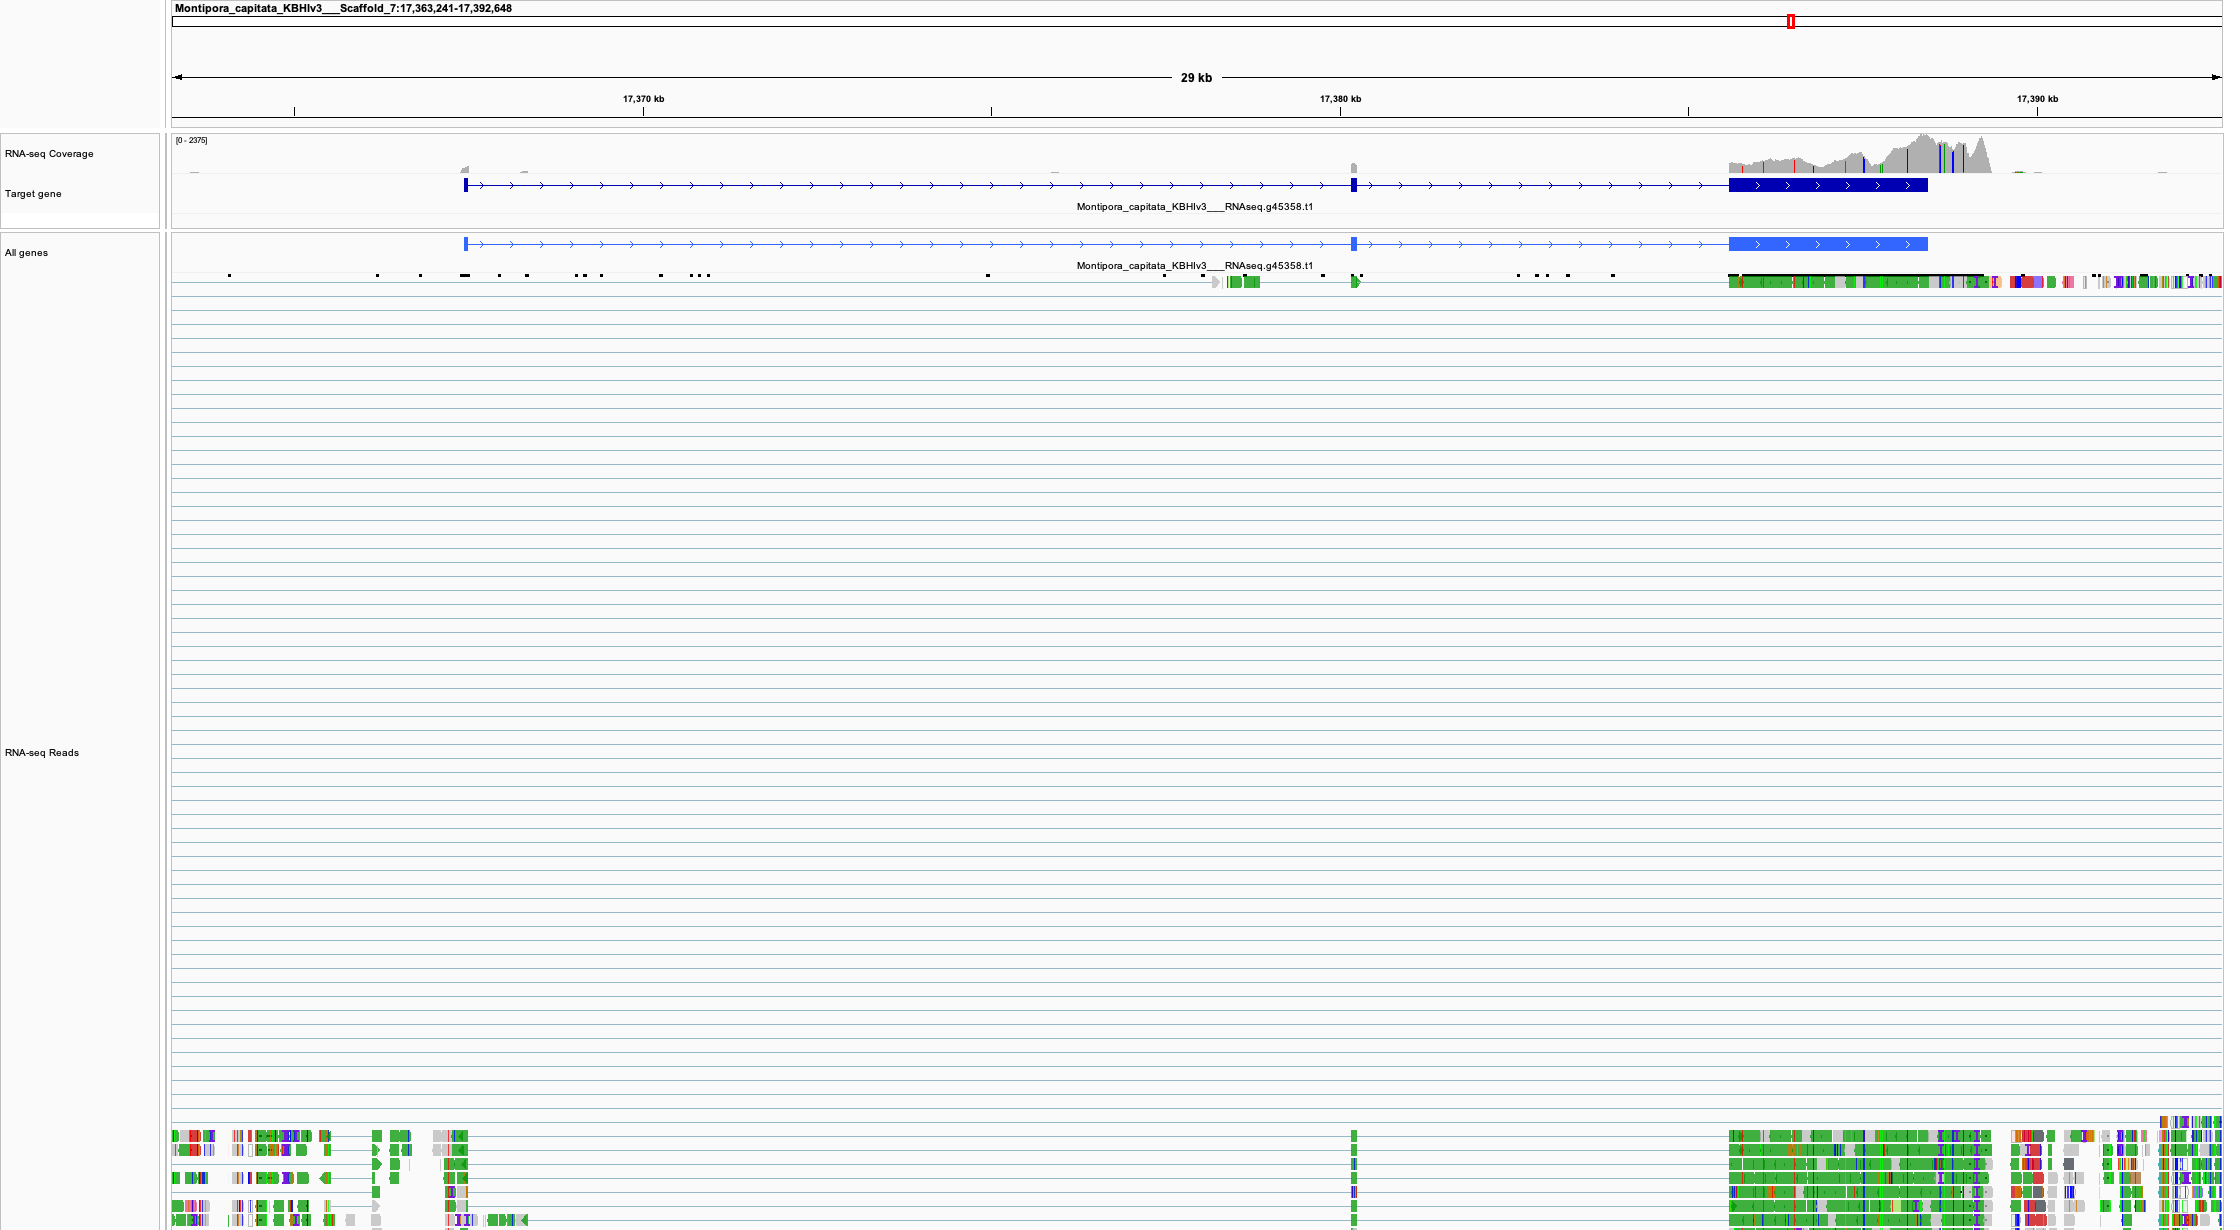 Montipora_capitata_KBHIv3___Scaffold_7:17,363,241-17,392,648
29 kb
17,370 kb
17,380 kb
17,390 kb
[0 - 2375]
RNA-seq Coverage
Target gene
Montipora_capitata_KBHIv3___RNAseq.g45358.t1
All genes
Montipora_capitata_KBHIv3___RNAseq.g45358.t1
RNA-seq Reads